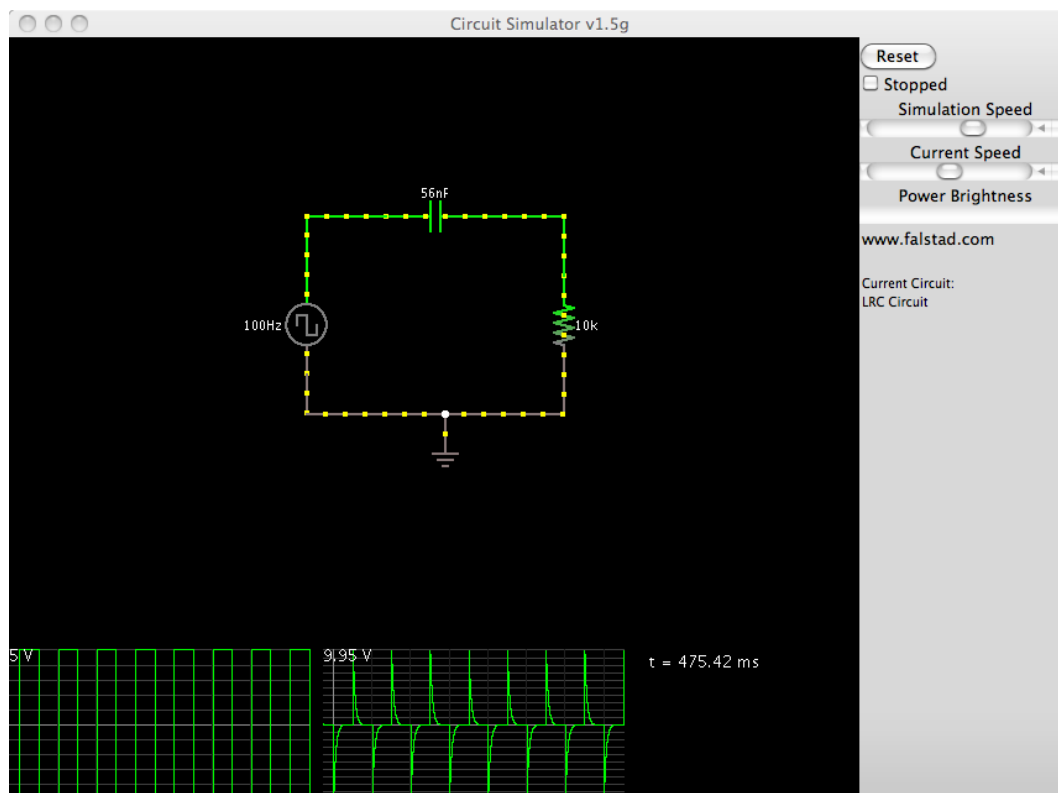 Circuit Simulator v1.5g
Reset
Stopped
Simulation Speed
Current Speed
Power Brightness
www.falstad.com
Current Circuit:
LRC Circuit
56nF
100Hz
10k
5 V
9.95 V
t = 475.42 ms